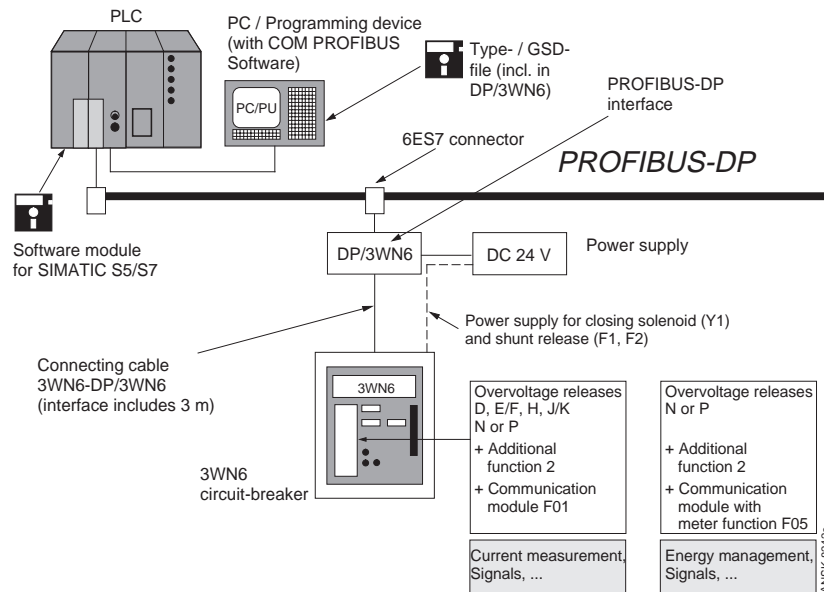 PLC
PC / Programming device
(with COM PROFIBUS
Software)
Type- / GSD-
file (incl. in
DP/3WN6)
PROFIBUS-DP
interface
PC/PU
6ES7 connector
PROFIBUS-DP
Software module
for SIMATIC S5/S7
DP/3WN6
DC 24 V
Power supply
Power supply for closing solenoid (Y1)
and shunt release (F1, F2)
Connecting cable
3WN6-DP/3WN6
(interface includes 3 m)
3WN6
3WN6
circuit-breaker
Overvoltage releases
D, E/F, H, J/K
N or P
+ Additional
function 2
+ Communication
module F01
Current measurement,
Signals, ...
Overvoltage releases
N or P
+ Additional
function 2
+ Communication
module with
meter function F05
Energy management,
Signals, ...